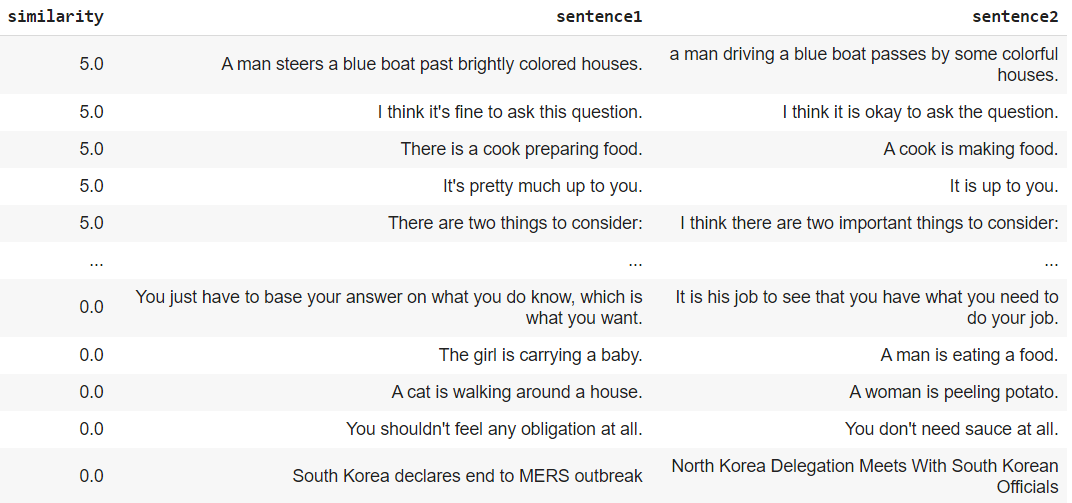 similarity sentence1 sentence2
5.0 A man steers a blue boat past brightly colored houses. a man driving a blue boat passes by some colorful
houses.
5.0 I think it's fine to ask this question. I think it is okay to ask the question.
5.0 There is a cook preparing food. A cook is making food.
5.0 It's pretty much up to you. It is up to you.
5.0 There are two things to consider: I think there are two important things to consider:
... ... ...
0.0 You just have to base your answer on what you do know, which is It is his job to see that you have what you need to
what you want. do your job.
0.0 The girl is carrying a baby. A man is eating a food.
0.0 A cat is walking around a house. A woman is peeling potato.
0.0 You shouldn't feel any obligation at all. You don't need sauce at all.
0.0 South Korea declares end to MERS outbreak North Korea Delegation Meets With South Korean
Officials